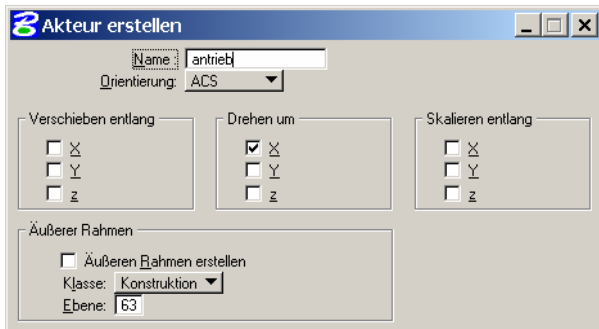 Akteur erstellen
Name: antrieb
Orientierung: ACS
Verschieben entlang
X
Y
z
Drehen um
X
Y
z
Skalieren entlang
X
Y
z
Äußerer Rahmen
Äußeren Rahmen erstellen
Klasse: Konstruktion
Ebene: 63